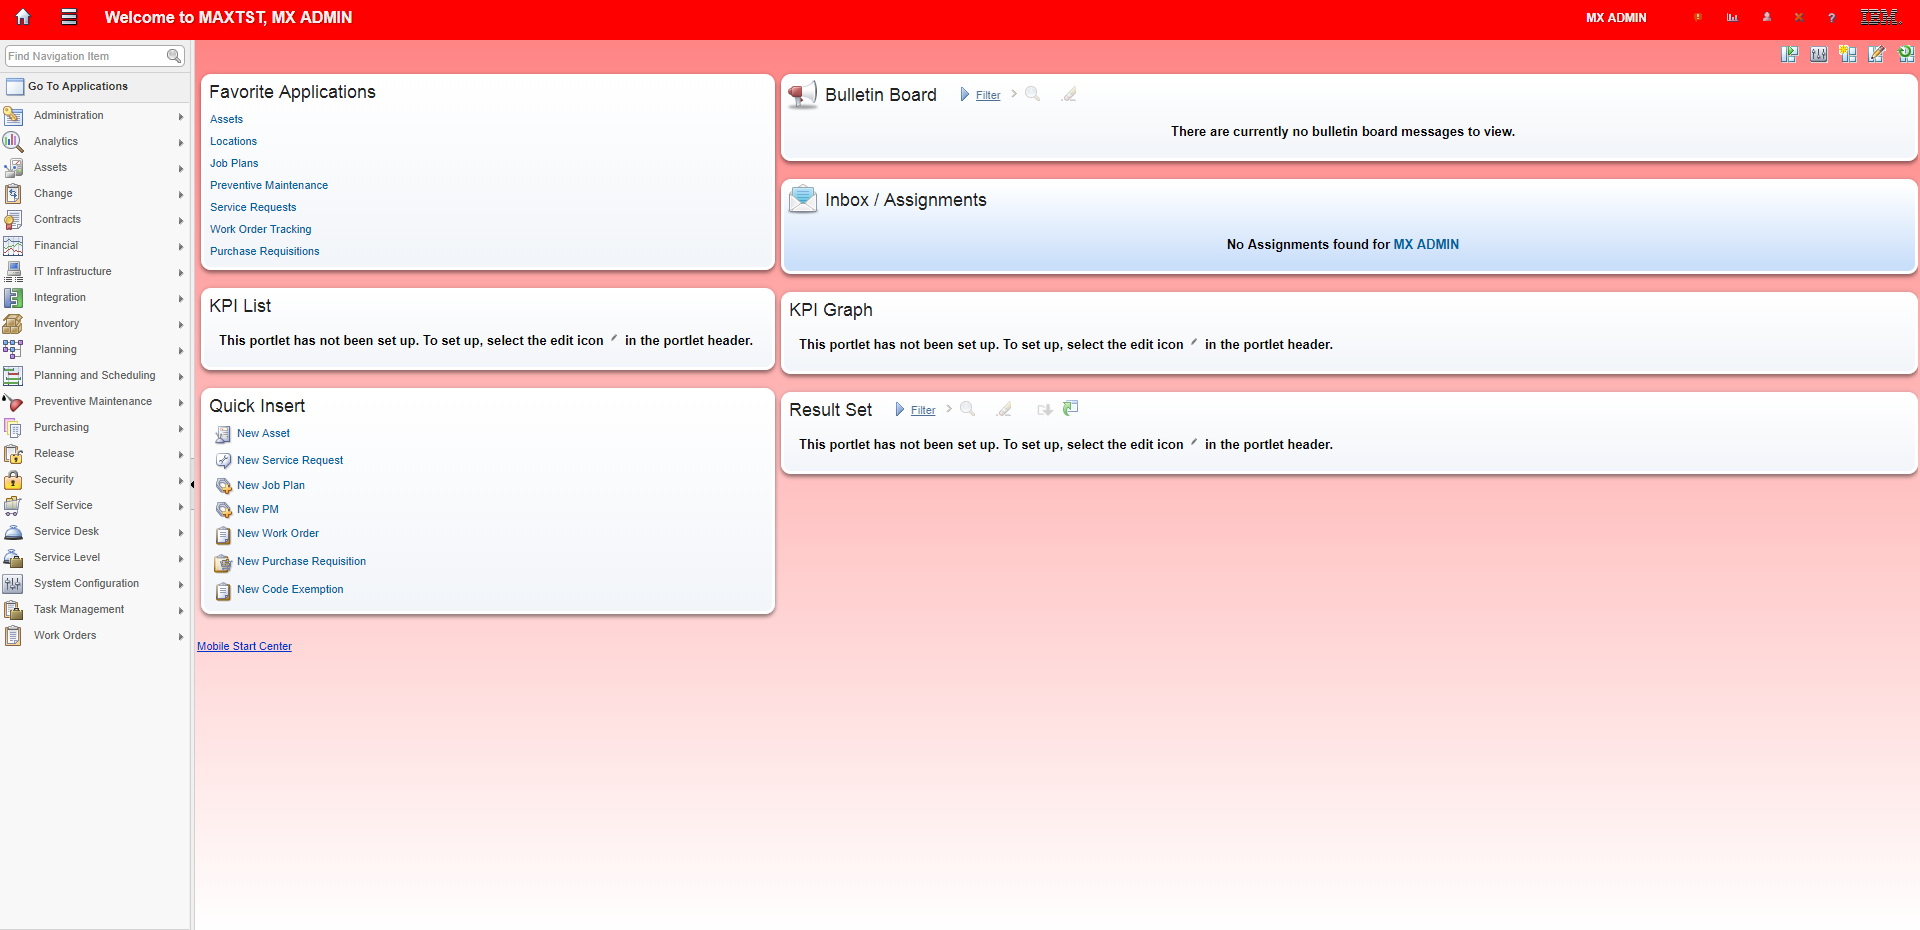 Welcome to MAXTST, MX ADMIN
MX ADMIN
?
IBM.
Find Navigation Item
Go To Applications
Administration
Analytics
Assets
Change
Contracts
Financial
IT Infrastructure
Integration
Inventory
Planning
Planning and Scheduling
Preventive Maintenance
Purchasing
Release
Security
Self Service
Service Desk
Service Level
System Configuration
Task Management
Work Orders
Favorite Applications
Assets
Locations
Job Plans
Preventive Maintenance
Service Requests
Work Order Tracking
Purchase Requisitions
KPI List
This portlet has not been set up. To set up, select the edit icon in the portlet header.
Quick Insert
New Asset
New Service Request
New Job Plan
New PM
New Work Order
New Purchase Requisition
New Code Exemption
Mobile Start Center
Bulletin Board Filter
There are currently no bulletin board messages to view.
Inbox / Assignments
No Assignments found for MX ADMIN
KPI Graph
This portlet has not been set up. To set up, select the edit icon in the portlet header.
Result Set Filter
This portlet has not been set up. To set up, select the edit icon in the portlet header.